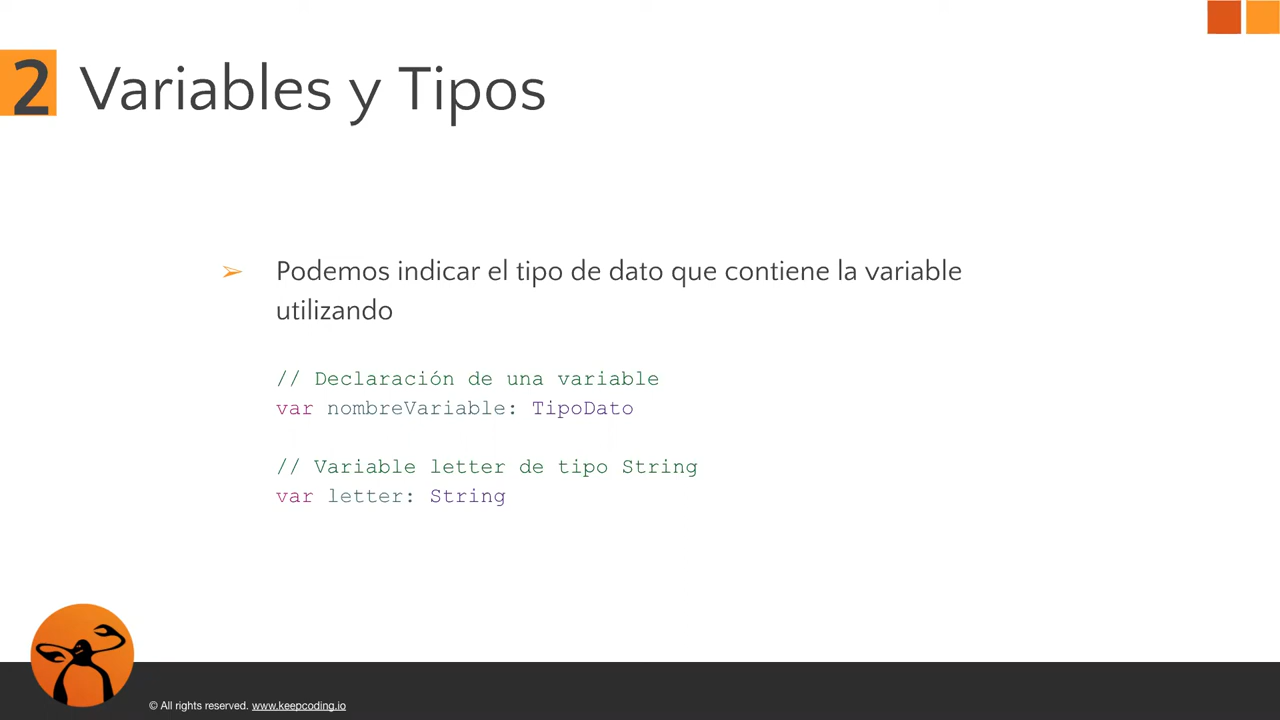 2 Variables y Tipos
➢ Podemos indicar el tipo de dato que contiene la variable
utilizando
// Declaración de una variable
var nombreVariable: TipoDato
// Variable letter de tipo String
var letter: String
© All rights reserved. www.keepcoding.io